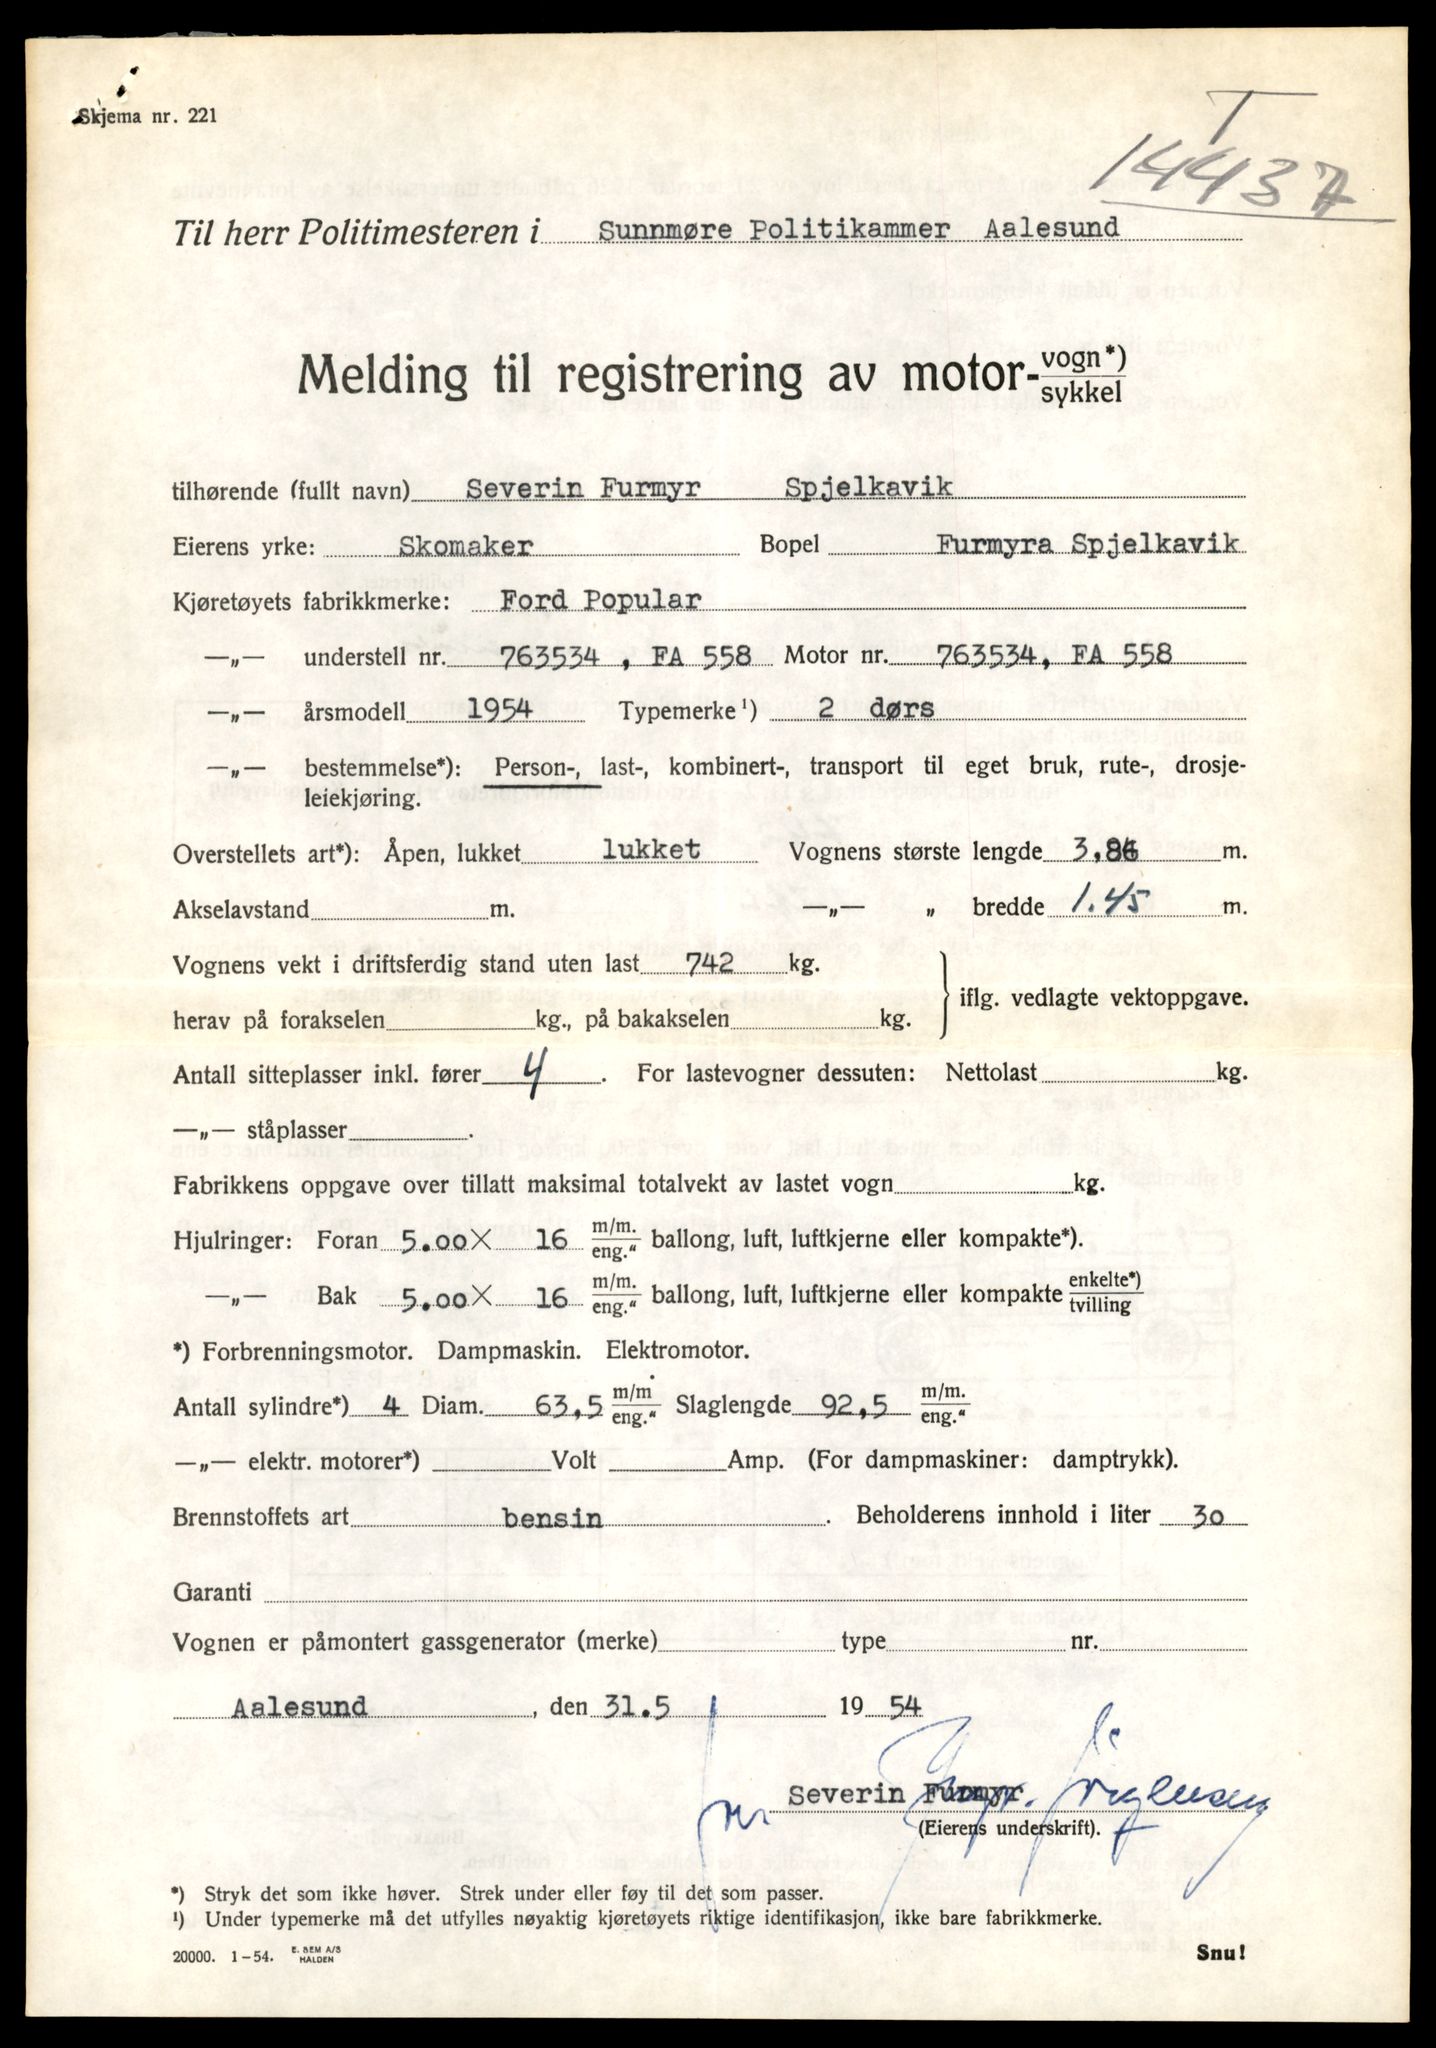 Skjema nr. 221
T
14437
Til herr Politimesteren i Sunnmøre Politikammer Aalesund
Melding til registrering av motor- vogn*) / sykkel
tilhørende (fullt navn) Severin Furmyr Spjelkavik
Eierens yrke: Skomaker Bopel Furmyra Spjelkavik
Kjøretøyets fabrikkmerke: Ford Popular
—„— understell nr. 763534 , FA 558 Motor nr. 763534, FA 558
—„— årsmodell 1954 Typemerke¹) 2 dørs
—„— bestemmelse*): Person-, last-, kombinert-, transport til eget bruk, rute-, drosje-
leiekjøring.
Overstellets art*): Åpen, lukket lukket Vognens største lengde 3,86 m.
Akselavstand m. —„— „ bredde 1.45 m.
Vognens vekt i driftsferdig stand uten last 742 kg.
iflg. vedlagte vektoppgave.
herav på forakselen kg., på bakakselen kg.
Antall sitteplasser inkl. fører 4 . For lastevogner dessuten: Nettolast kg.
—„— ståplasser .
Fabrikkens oppgave over tillatt maksimal totalvekt av lastet vogn kg.
Hjulringer: Foran 5.00 X 16 m/m. / eng." ballong, luft, luftkjerne eller kompakte*).
—„— Bak 5.00 X 16 m/m. / eng." ballong, luft, luftkjerne eller kompakte enkelte*) / tvilling
*) Forbrenningsmotor. Dampmaskin. Elektromotor.
Antall sylindre*) 4 Diam. 63,5 m/m / eng." Slaglengde 92,5 m/m. / eng."
—„— elektr. motorer*) Volt Amp. (For dampmaskiner: damptrykk).
Brennstoffets art bensin . Beholderens innhold i liter 30
Garanti
Vognen er påmontert gassgenerator (merke) type nr.
Aalesund , den 31.5 19 54
for Severin Furmyr
(Eierens underskrift).
*) Stryk det som ikke høver. Strek under eller føy til det som passer.
¹) Under typemerke må det utfylles nøyaktig kjøretøyets riktige identifikasjon, ikke bare fabrikkmerke.
20000. 1-54. E. SEM A/S HALDEN Snu!